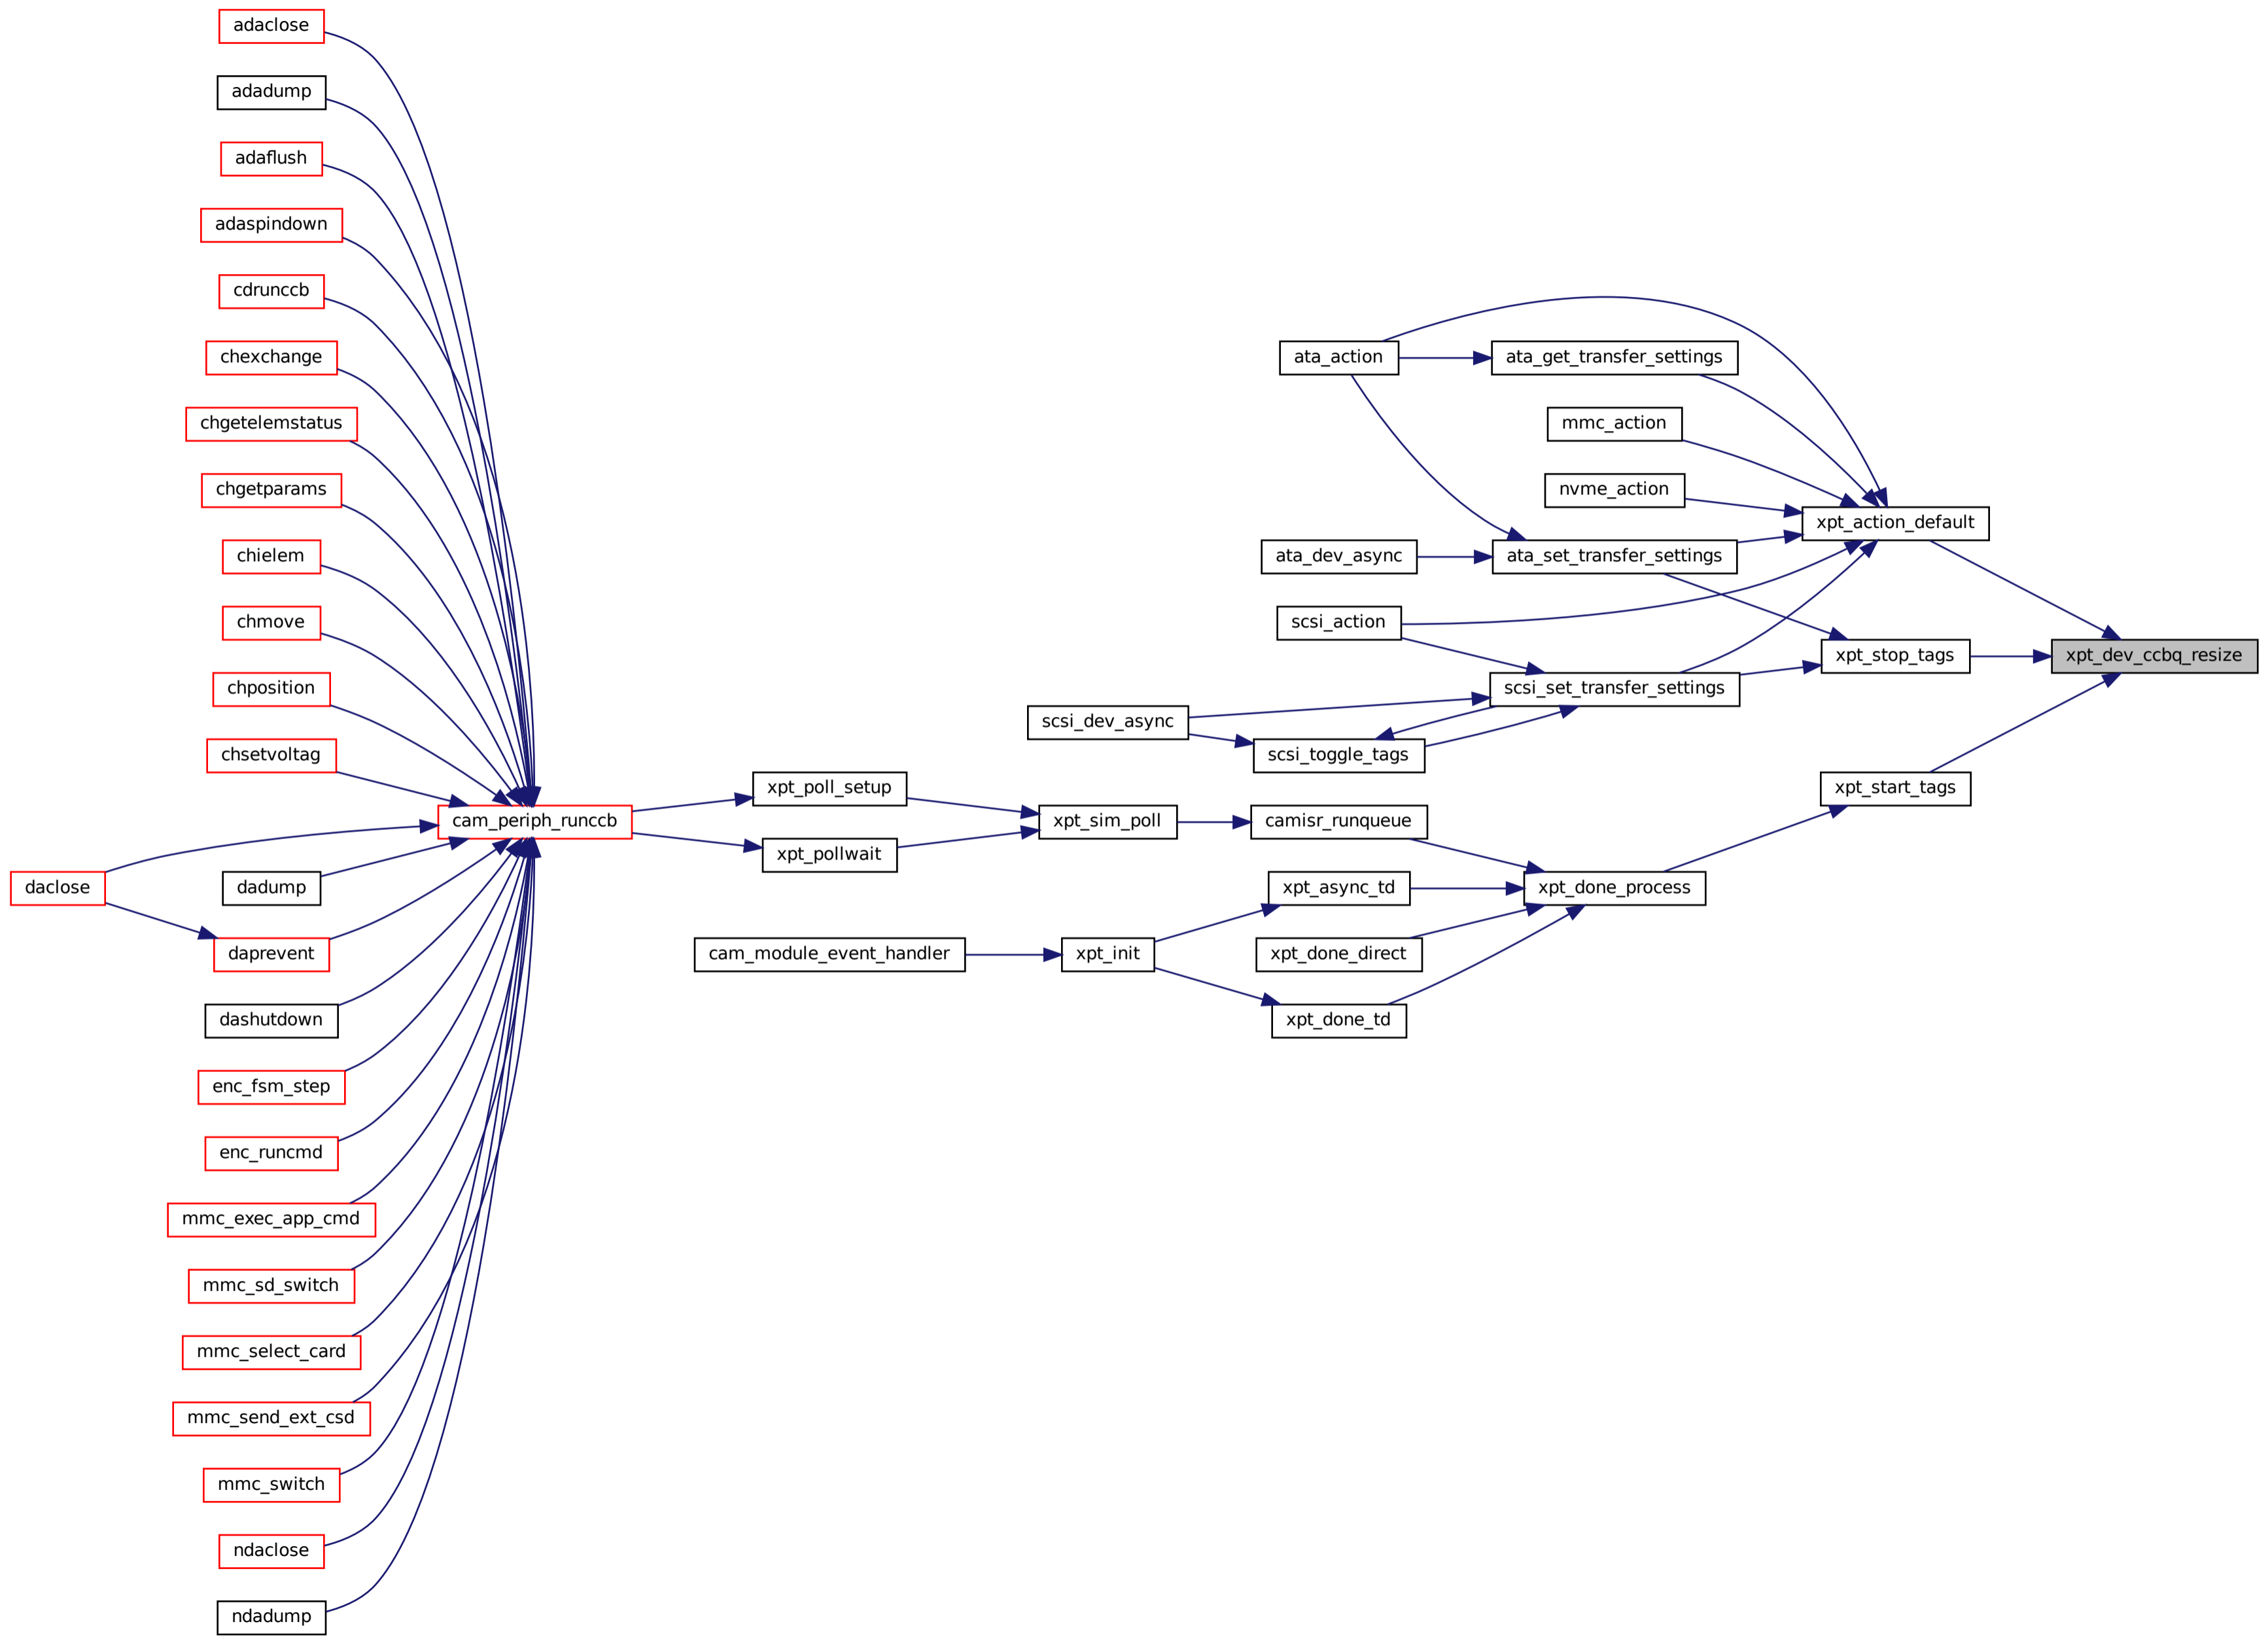 adaclose
adadump
adaflush
adaspindown
cdrunccb
chexchange
chgetelemstatus
chgetparams
chielem
chmove
chposition
chsetvoltag
cam_periph_runccb
daclose
dadump
daprevent
dashutdown
enc_fsm_step
enc_runcmd
mmc_exec_app_cmd
mmc_sd_switch
mmc_select_card
mmc_send_ext_csd
mmc_switch
ndaclose
ndadump
xpt_poll_setup
xpt_pollwait
cam_module_event_handler
xpt_sim_poll
xpt_init
scsi_dev_async
ata_action
ata_dev_async
scsi_action
scsi_toggle_tags
camisr_runqueue
xpt_async_td
xpt_done_direct
xpt_done_td
ata_get_transfer_settings
mmc_action
nvme_action
ata_set_transfer_settings
scsi_set_transfer_settings
xpt_done_process
xpt_action_default
xpt_stop_tags
xpt_start_tags
xpt_dev_ccbq_resize